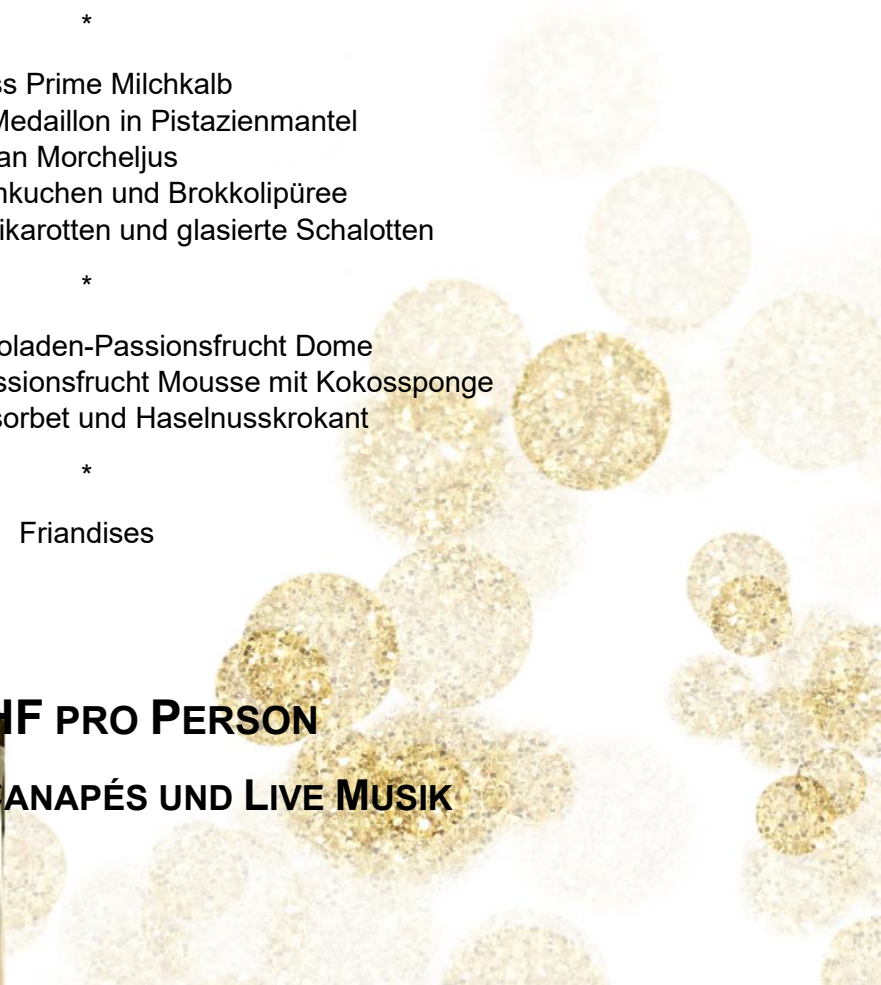 *
ss Prime Milchkalb
Medaillon in Pistazienmantel
an Morcheljus
nkuchen und Brokkolipüree
ikarotten und glasierte Schalotten
*
oladen-Passionsfrucht Dome
ssionsfrucht Mousse mit Kokossponge
sorbet und Haselnusskrokant
*
Friandises
HF PRO PERSON
CANAPÉS UND LIVE MUSIK